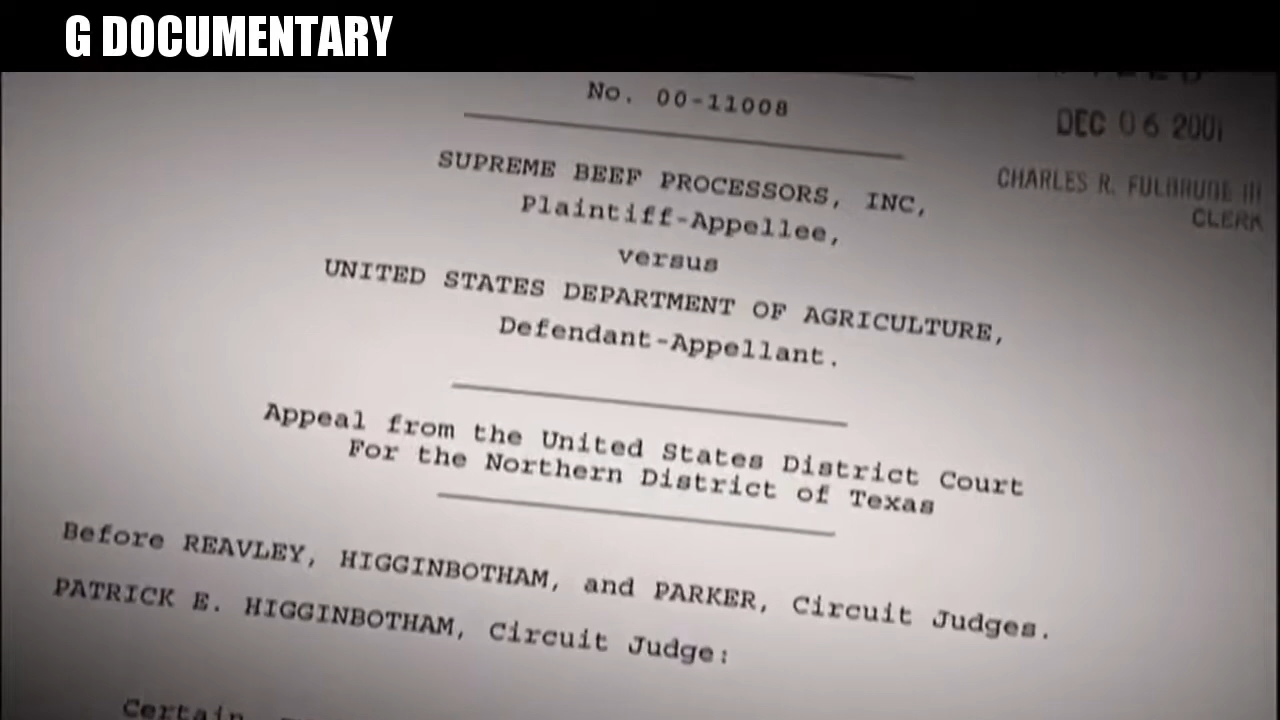 G DOCUMENTARY
No. 00-11008
DEC 06 2001
SUPREME BEEF PROCESSORS, INC,
CHARLES R. FULBRUGE III
CLERK
Plaintiff-Appellee,
versus
UNITED STATES DEPARTMENT OF AGRICULTURE,
Defendant-Appellant.
Appeal from the United States District Court
For the Northern District of Texas
Before REAVLEY, HIGGINBOTHAM, and PARKER, Circuit Judges.
PATRICK E. HIGGINBOTHAM, Circuit Judge:
Certain